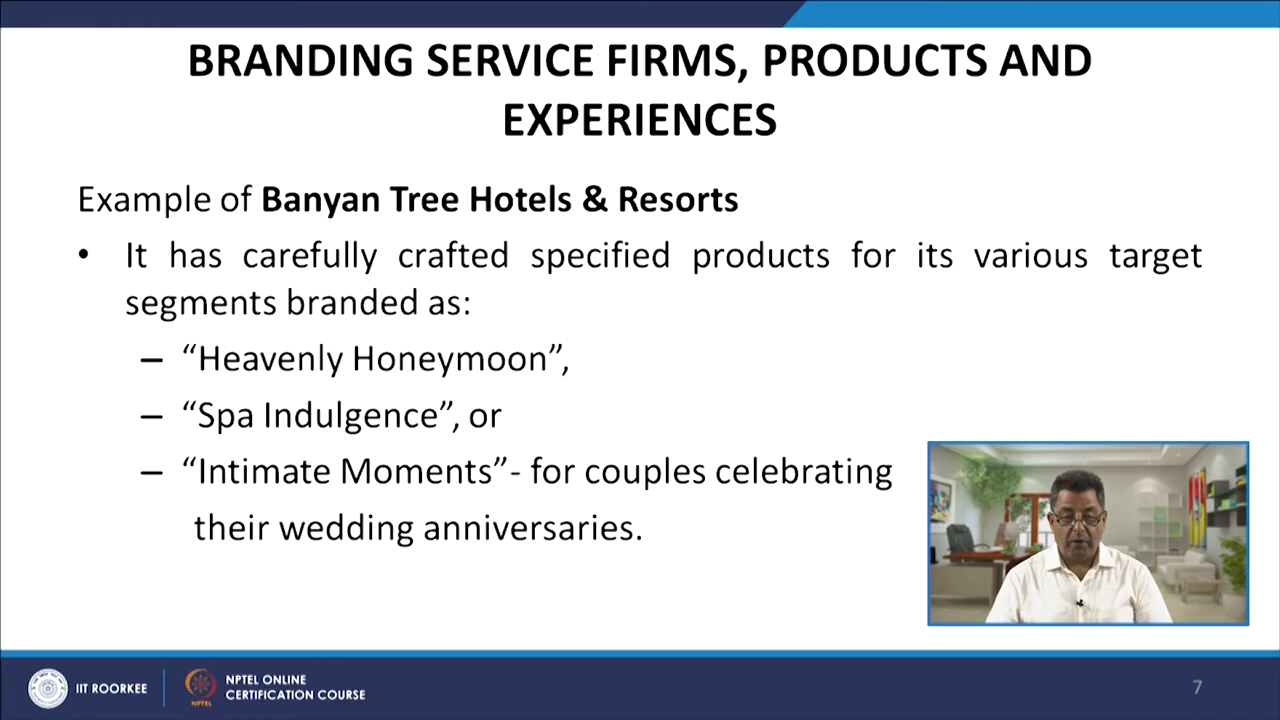 BRANDING SERVICE FIRMS, PRODUCTS AND
EXPERIENCES
Example of Banyan Tree Hotels & Resorts
• It has carefully crafted specified products for its various target
segments branded as:
– “Heavenly Honeymoon”,
– “Spa Indulgence”, or
– “Intimate Moments”- for couples celebrating
their wedding anniversaries.
IIT ROORKEE
NPTEL
NPTEL ONLINE
CERTIFICATION COURSE
7